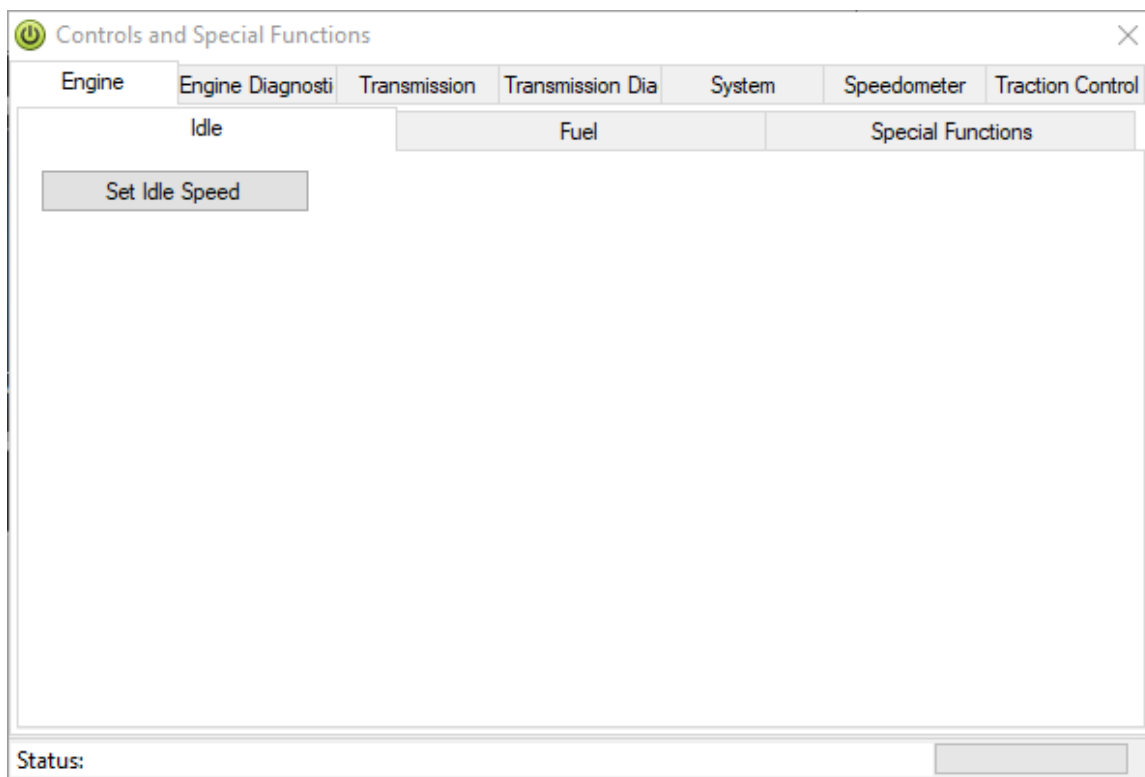 Controls and Special Functions
Engine Engine Diagnosti Transmission Transmission Dia System Speedometer Traction Control
Idle Fuel Special Functions
Set Idle Speed
Status: